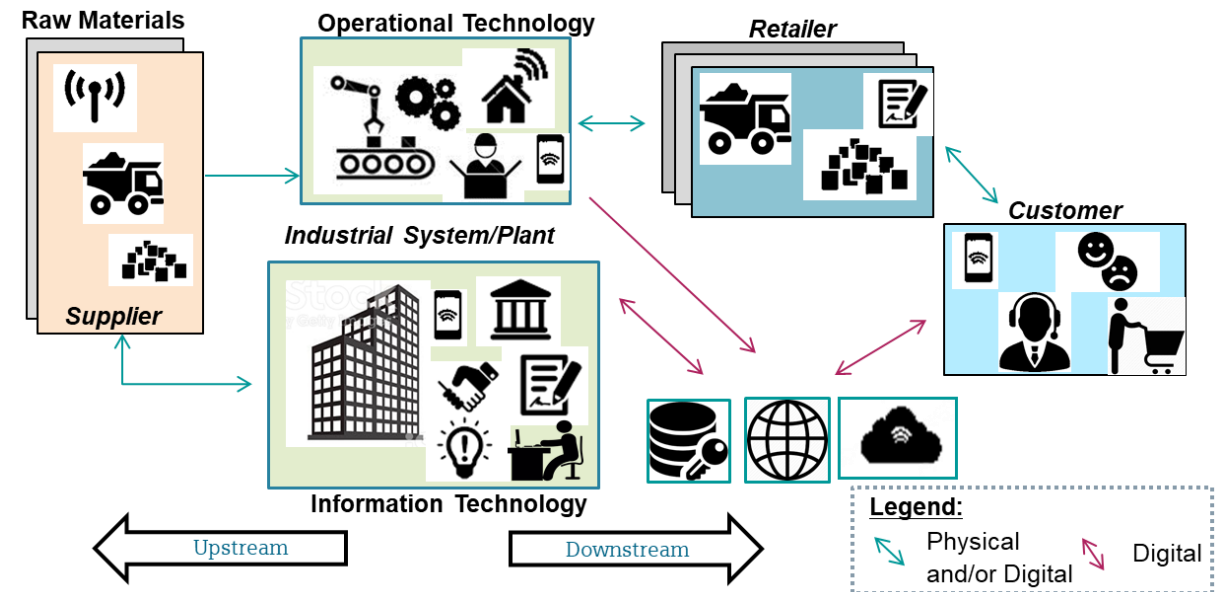 Raw Materials
Operational Technology
Retailer
Supplier
Industrial System/Plant
Customer
Information Technology
Upstream
Downstream
Legend:
Physical
and/or Digital
Digital